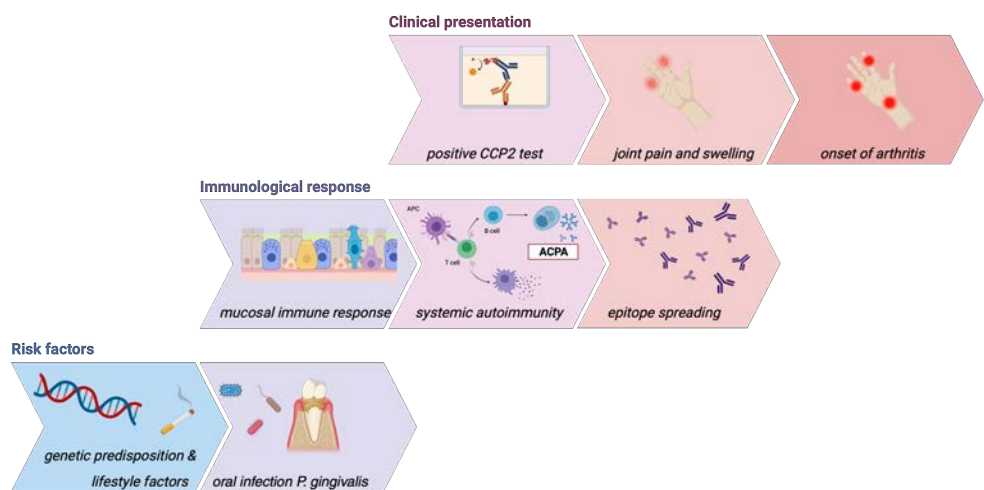 Clinical presentation
positive CCP2 test
joint pain and swelling
onset of arthritis
Immunological response
APC
B cell
T cell
ACPA
mucosal immune response
systemic autoimmunity
epitope spreading
Risk factors
genetic predisposition &
lifestyle factors
oral infection P. gingivalis